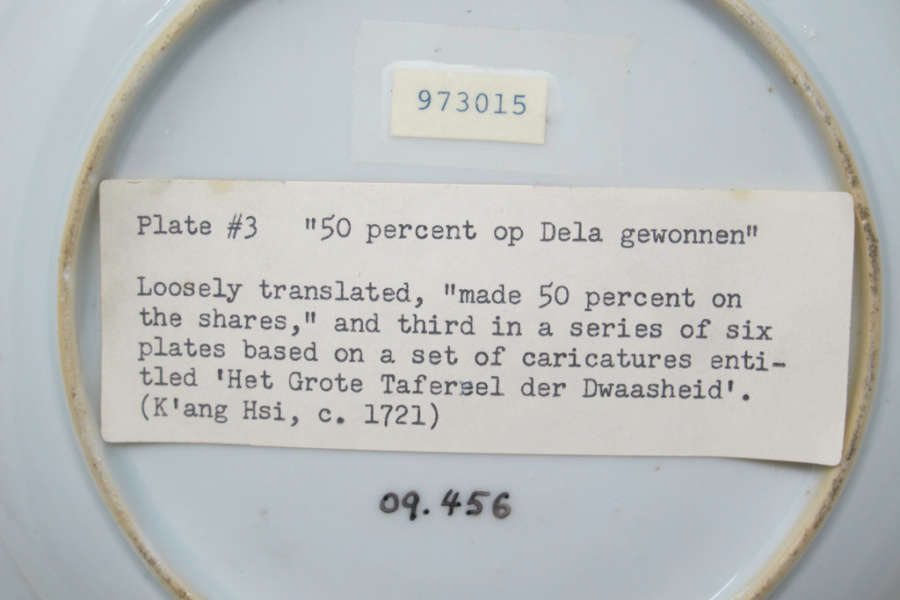 973015
Plate #3 "50 percent op Dela gewonnen"
Loosely translated, "made 50 percent on
the shares," and third in a series of six
plates based on a set of caricatures enti-
tled 'Het Grote Tafereel der Dwaasheid'.
(K'ang Hsi, c. 1721)
09.456